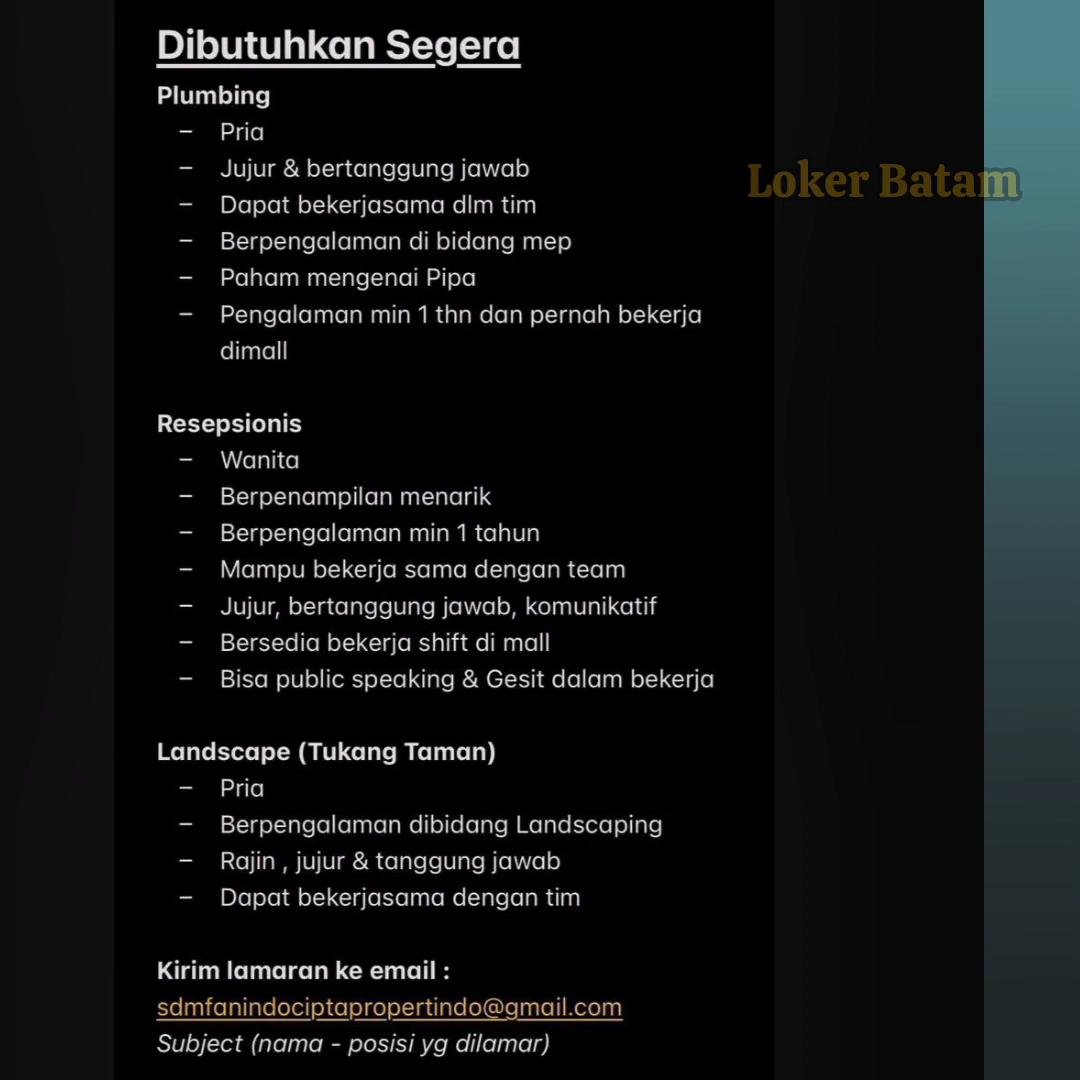 Dibutuhkan Segera
Plumbing
– Pria
– Jujur & bertanggung jawab
Loker Batam
– Dapat bekerjasama dlm tim
– Berpengalaman di bidang mep
– Paham mengenai Pipa
– Pengalaman min 1 thn dan pernah bekerja
dimall
Resepsionis
– Wanita
– Berpenampilan menarik
– Berpengalaman min 1 tahun
– Mampu bekerja sama dengan team
– Jujur, bertanggung jawab, komunikatif
– Bersedia bekerja shift di mall
– Bisa public speaking & Gesit dalam bekerja
Landscape (Tukang Taman)
– Pria
– Berpengalaman dibidang Landscaping
– Rajin , jujur & tanggung jawab
– Dapat bekerjasama dengan tim
Kirim lamaran ke email :
sdmfanindociptapropertindo@gmail.com
Subject (nama - posisi yg dilamar)